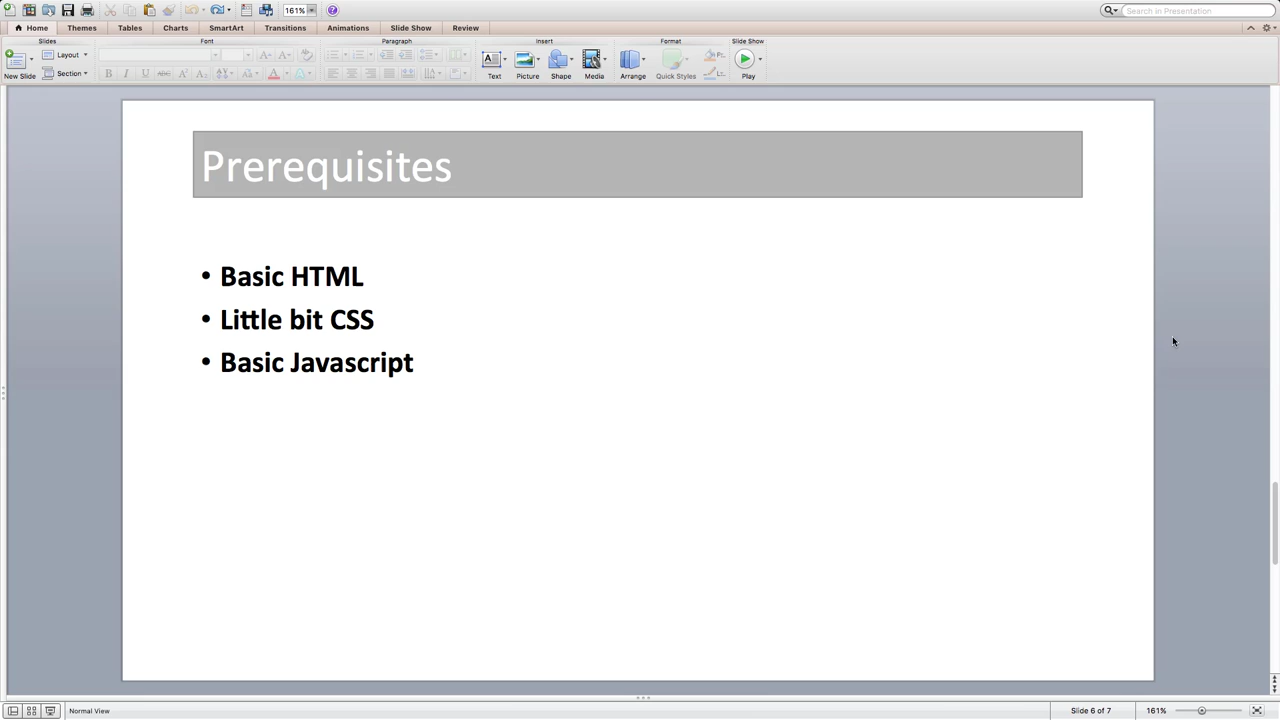 161%
Search in Presentation
Home Themes Tables Charts SmartArt Transitions Animations Slide Show Review
Slides Font Paragraph Insert Format Slide Show
New Slide Layout Section
B I U ABC
Text Picture Shape Media Arrange Quick Styles Play
Prerequisites
• Basic HTML
• Little bit CSS
• Basic Javascript
Normal View Slide 6 of 7 161%